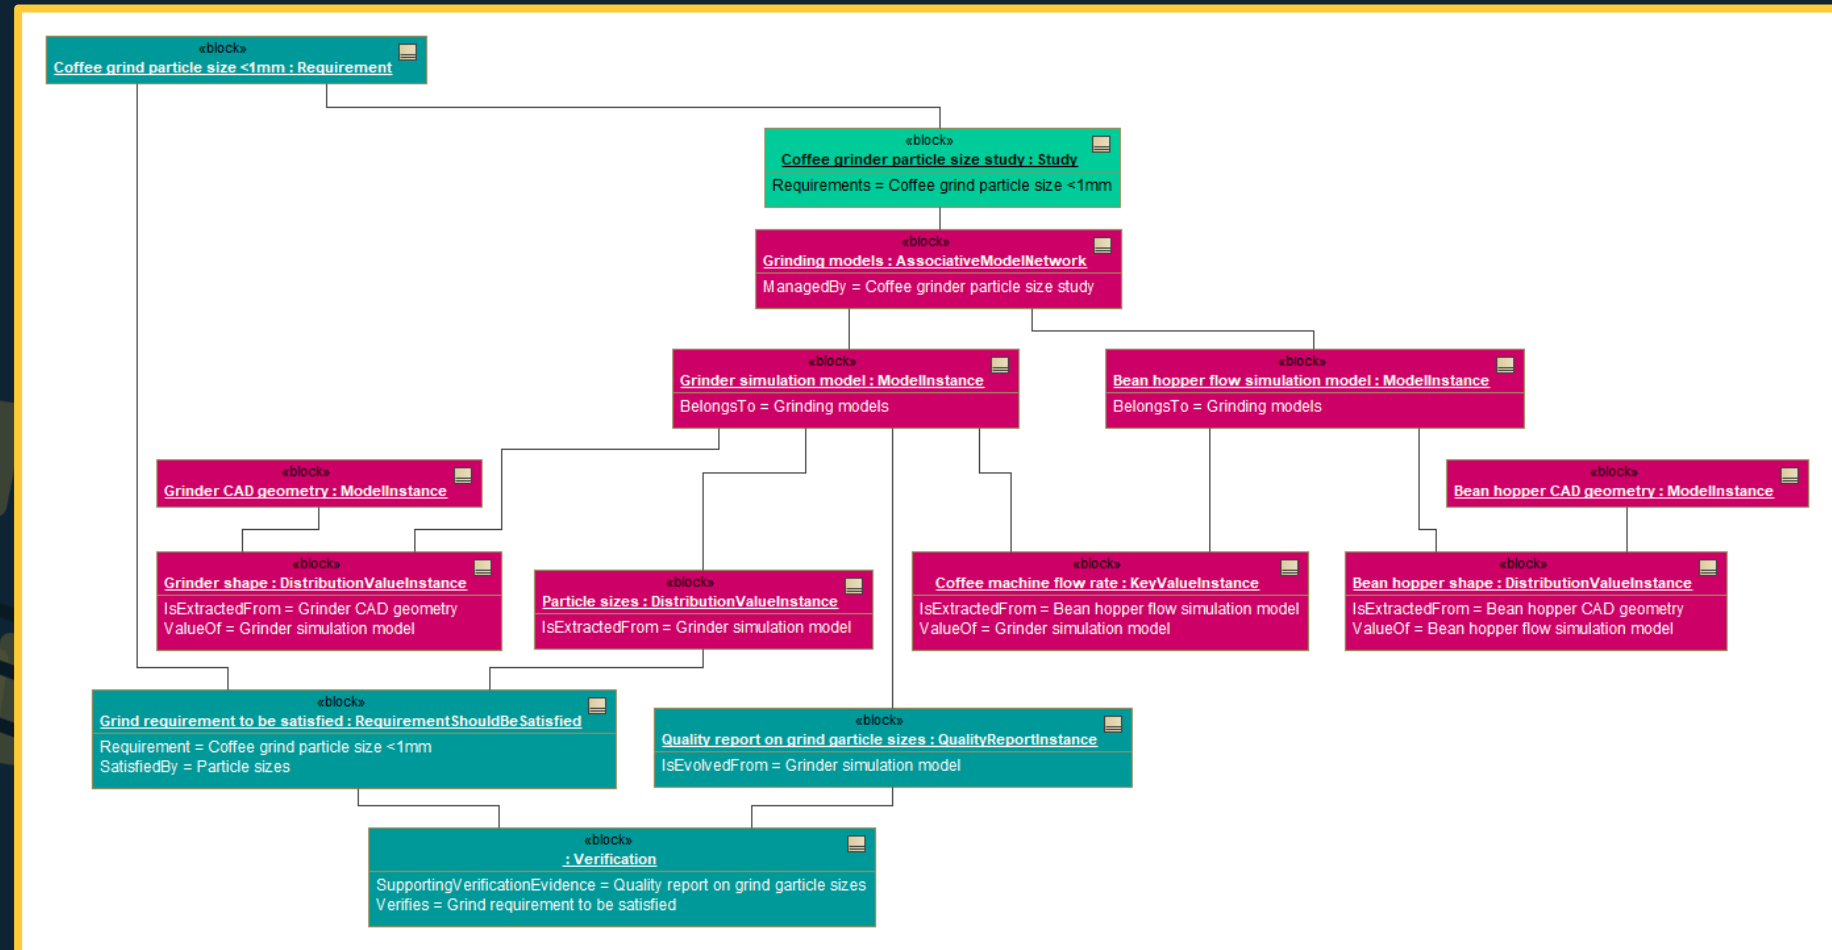 «block»
Coffee grind particle size <1mm : Requirement
«block»
Coffee grinder particle size study : Study
Requirements = Coffee grind particle size <1mm
«block»
Grinding models : AssociativeModelNetwork
ManagedBy = Coffee grinder particle size study
«block»
Grinder simulation model : ModelInstance
BelongsTo = Grinding models
«block»
Bean hopper flow simulation model : ModelInstance
BelongsTo = Grinding models
«block»
Grinder CAD geometry : ModelInstance
«block»
Bean hopper CAD geometry : ModelInstance
«block»
Grinder shape : DistributionValueInstance
IsExtractedFrom = Grinder CAD geometry
ValueOf = Grinder simulation model
«block»
Particle sizes : DistributionValueInstance
IsExtractedFrom = Grinder simulation model
«block»
Coffee machine flow rate : KeyValueInstance
IsExtractedFrom = Bean hopper flow simulation model
ValueOf = Grinder simulation model
«block»
Bean hopper shape : DistributionValueInstance
IsExtractedFrom = Bean hopper CAD geometry
ValueOf = Bean hopper flow simulation model
«block»
Grind requirement to be satisfied : RequirementShouldBeSatisfied
Requirement = Coffee grind particle size <1mm
SatisfiedBy = Particle sizes
«block»
Quality report on grind garticle sizes : QualityReportInstance
IsEvolvedFrom = Grinder simulation model
«block»
: Verification
SupportingVerificationEvidence = Quality report on grind garticle sizes
Verifies = Grind requirement to be satisfied